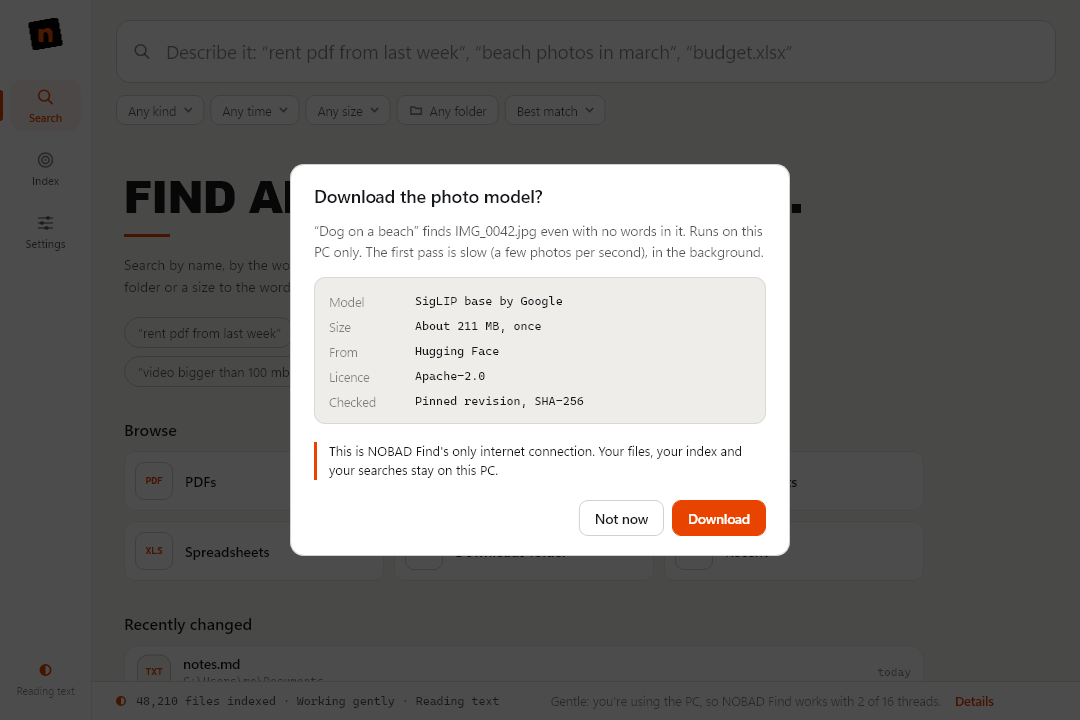 n
Describe it: “rent pdf from last week”, “beach photos in march”, “budget.xlsx”
Search
Any kind
Any time
Any size
Any folder
Best match
Index
Settings
FIND A
.
Search by name, by the wo
folder or a size to the word
“rent pdf from last week”
“video bigger than 100 mb
Download the photo model?
“Dog on a beach” finds IMG_0042.jpg even with no words in it. Runs on this
PC only. The first pass is slow (a few photos per second), in the background.
Model SigLIP base by Google
Size About 211 MB, once
From Hugging Face
Licence Apache-2.0
Checked Pinned revision, SHA-256
This is NOBAD Find's only internet connection. Your files, your index and
your searches stay on this PC.
Not now
Download
Browse
PDF PDFs
XLS Spreadsheets
Recently changed
TXT notes.md
today
Reading text
48,210 files indexed · Working gently · Reading text
Gentle: you're using the PC, so NOBAD Find works with 2 of 16 threads.
Details